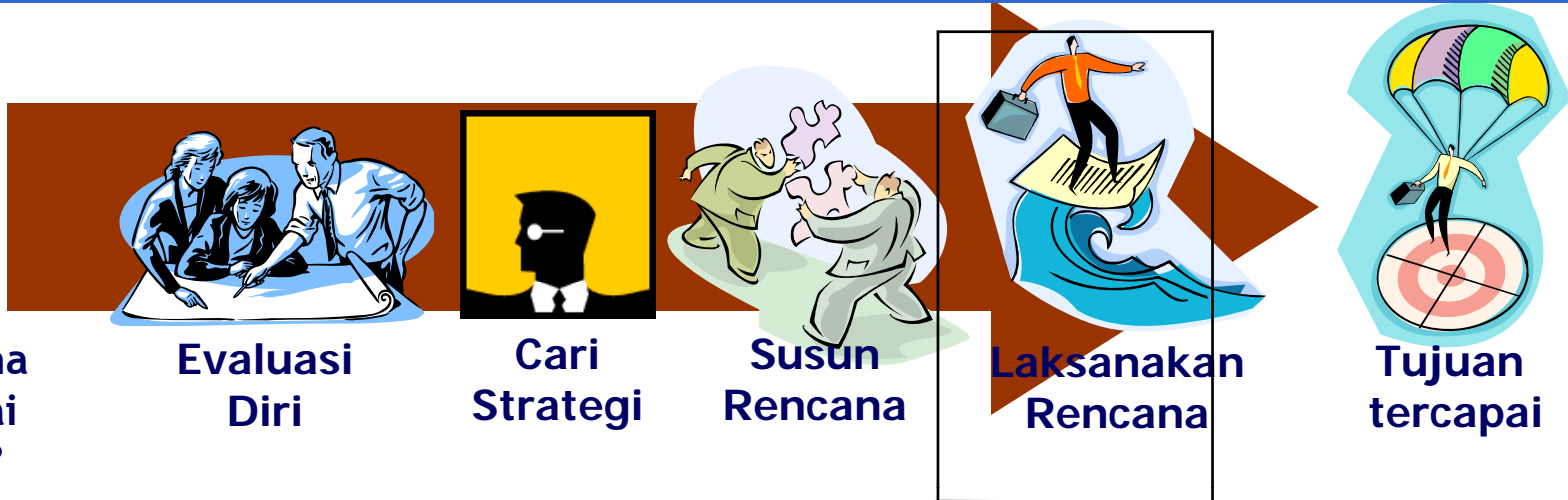 Evaluasi
Diri
Cari
Strategi
Susun
Rencana
Laksanakan
Rencana
Tujuan
tercapai